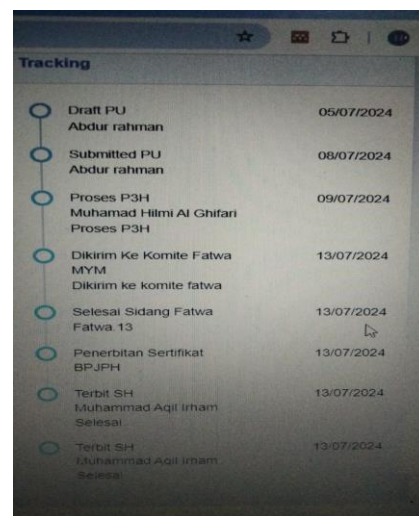 Tracking
Draft PU 05/07/2024
Abdur rahman
Submitted PU 08/07/2024
Abdur rahman
Proses P3H 09/07/2024
Muhamad Hilmi Al Ghifari
Proses P3H
Dikirim Ke Komite Fatwa 13/07/2024
MYM
Dikirim ke komite fatwa
Selesai Sidang Fatwa 13/07/2024
Fatwa.13
Penerbitan Sertifikat 13/07/2024
BPJPH
Terbit SH 13/07/2024
Muhammad Aqil Irham
Selesai
Terbit SH 13/07/2024
Muhammad Aqil Irham
Selesai